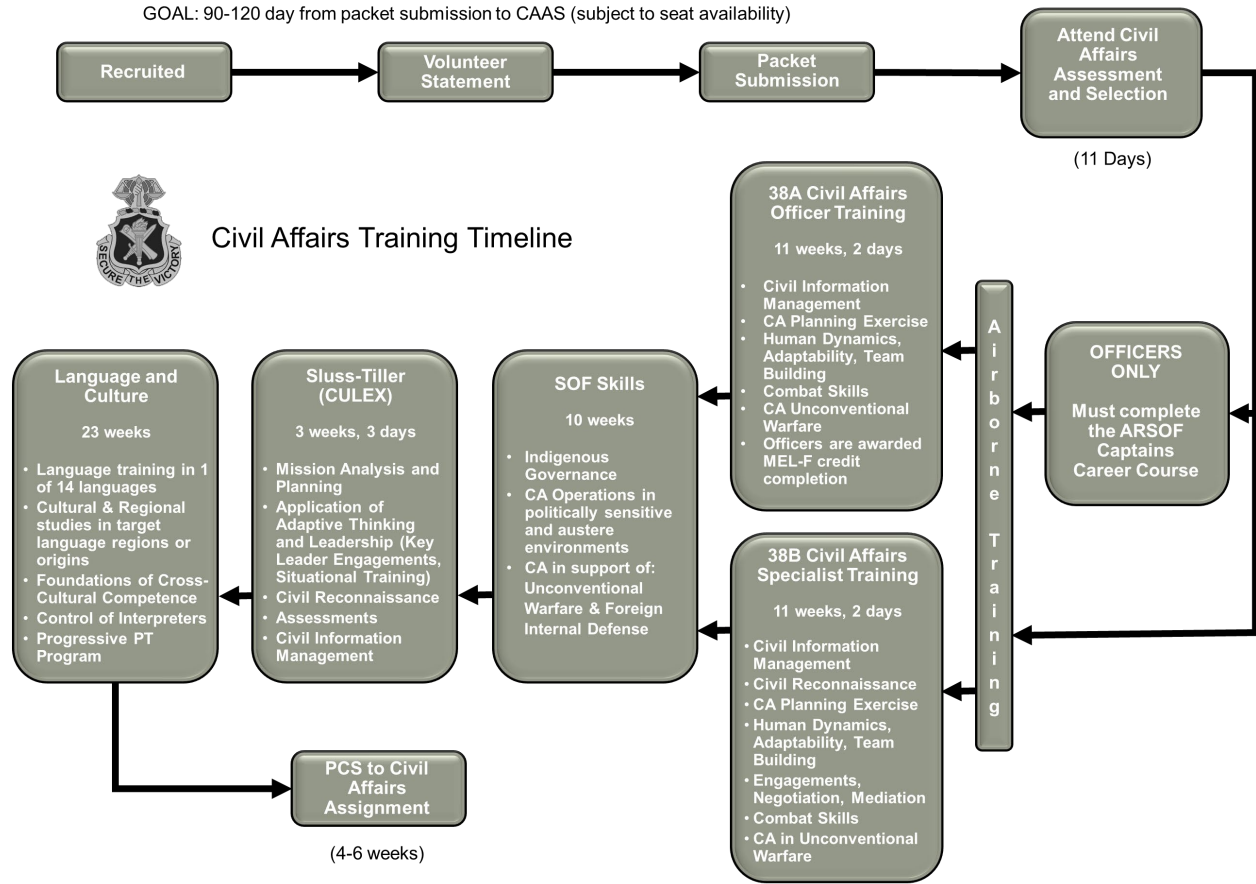 GOAL: 90-120 day from packet submission to CAAS (subject to seat availability)
Recruited
Volunteer
Statement
Packet
Submission
Attend Civil
Affairs
Assessment
and Selection
(11 Days)
SECURE THE VICTORY
Civil Affairs Training Timeline
OFFICERS
ONLY
Must complete
the ARSOF
Captains
Career Course
Airborne Training
38A Civil Affairs
Officer Training
11 weeks, 2 days
• Civil Information
Management
• CA Planning Exercise
• Human Dynamics,
Adaptability, Team
Building
• Combat Skills
• CA Unconventional
Warfare
• Officers are awarded
MEL-F credit
completion
38B Civil Affairs
Specialist Training
11 weeks, 2 days
• Civil Information
Management
• Civil Reconnaissance
• CA Planning Exercise
• Human Dynamics,
Adaptability, Team
Building
• Engagements,
Negotiation, Mediation
• Combat Skills
• CA in Unconventional
Warfare
SOF Skills
10 weeks
• Indigenous
Governance
• CA Operations in
politically sensitive
and austere
environments
• CA in support of:
Unconventional
Warfare & Foreign
Internal Defense
Sluss-Tiller
(CULEX)
3 weeks, 3 days
• Mission Analysis and
Planning
• Application of
Adaptive Thinking
and Leadership (Key
Leader Engagements,
Situational Training)
• Civil Reconnaissance
• Assessments
• Civil Information
Management
Language and
Culture
23 weeks
• Language training in 1
of 14 languages
• Cultural & Regional
studies in target
language regions or
origins
• Foundations of Cross-
Cultural Competence
• Control of Interpreters
• Progressive PT
Program
PCS to Civil
Affairs
Assignment
(4-6 weeks)